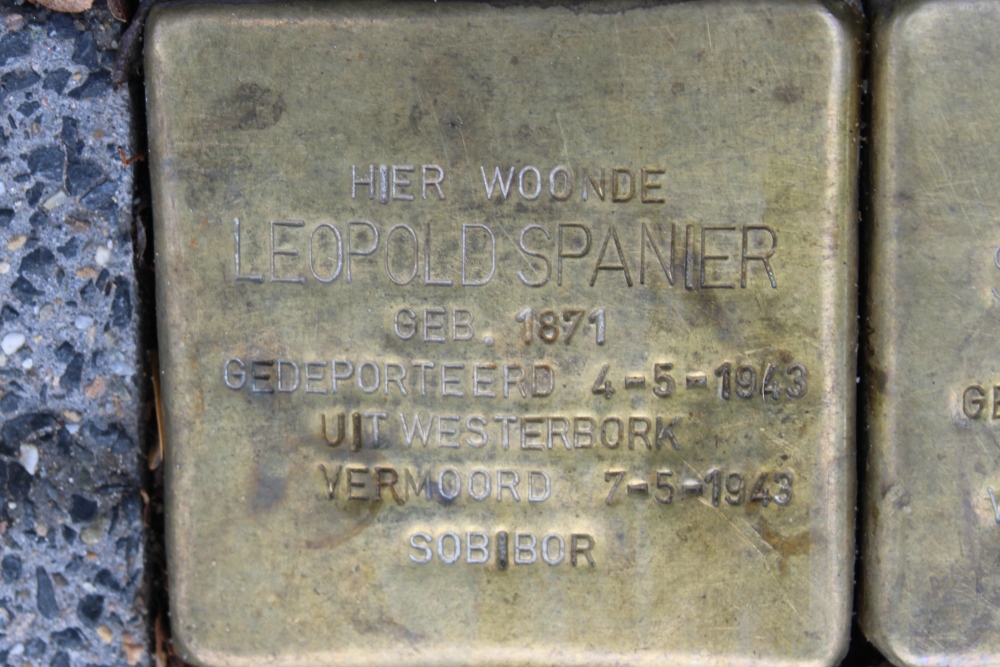 HIER WOONDE
LEOPOLD SPANIER
GEB. 1871
GEDEPORTEERD 4-5-1943
UIT WESTERBORK
VERMOORD 7-5-1943
SOBIBOR